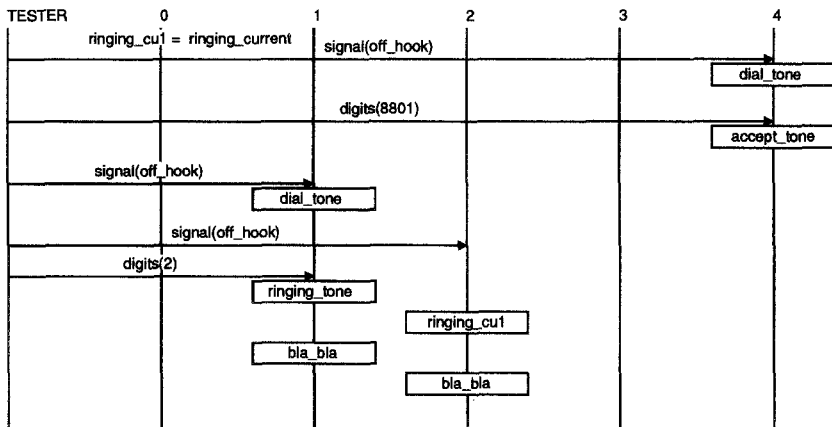 TESTER 0 1 2 3 4
ringing_cu1 = ringing_current
signal(off_hook)
dial_tone
digits(8801)
accept_tone
signal(off_hook)
dial_tone
signal(off_hook)
digits(2)
ringing_tone
ringing_cu1
bla_bla
bla_bla